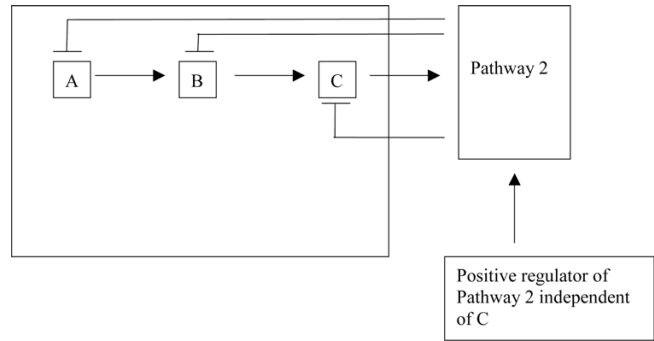 A
B
C
Pathway 2
Positive regulator of
Pathway 2 independent
of C